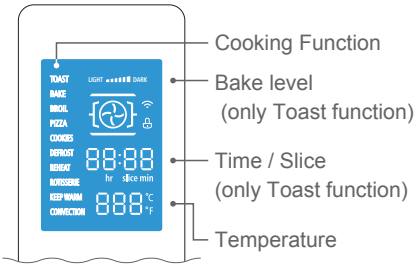 Cooking Function
TOAST
LIGHT DARK
BAKE
Bake level
(only Toast function)
BROIL
PIZZA
COOKIES
DEFROST
88:88
Time / Slice
(only Toast function)
REHEAT
hr slice min
ROTISSERIE
KEEP WARM
888 °C
°F
CONVECTION
Temperature